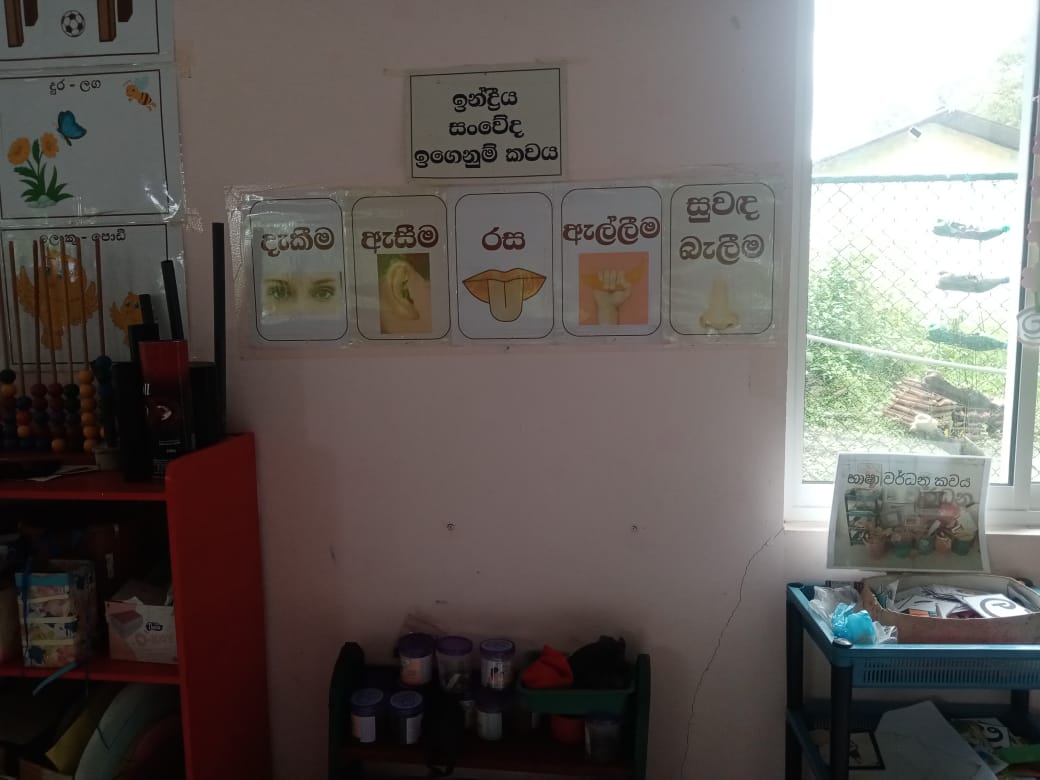 දුර - ලඟ
ලොකු - පොඩි
ඉන්ද්‍රීය
සංවේද
ඉගෙනුම් කවය
දැකීම
ඇසීම
රස
ඇල්ලීම
සුවඳ
බැලීම
භාෂා වර්ධන කවය